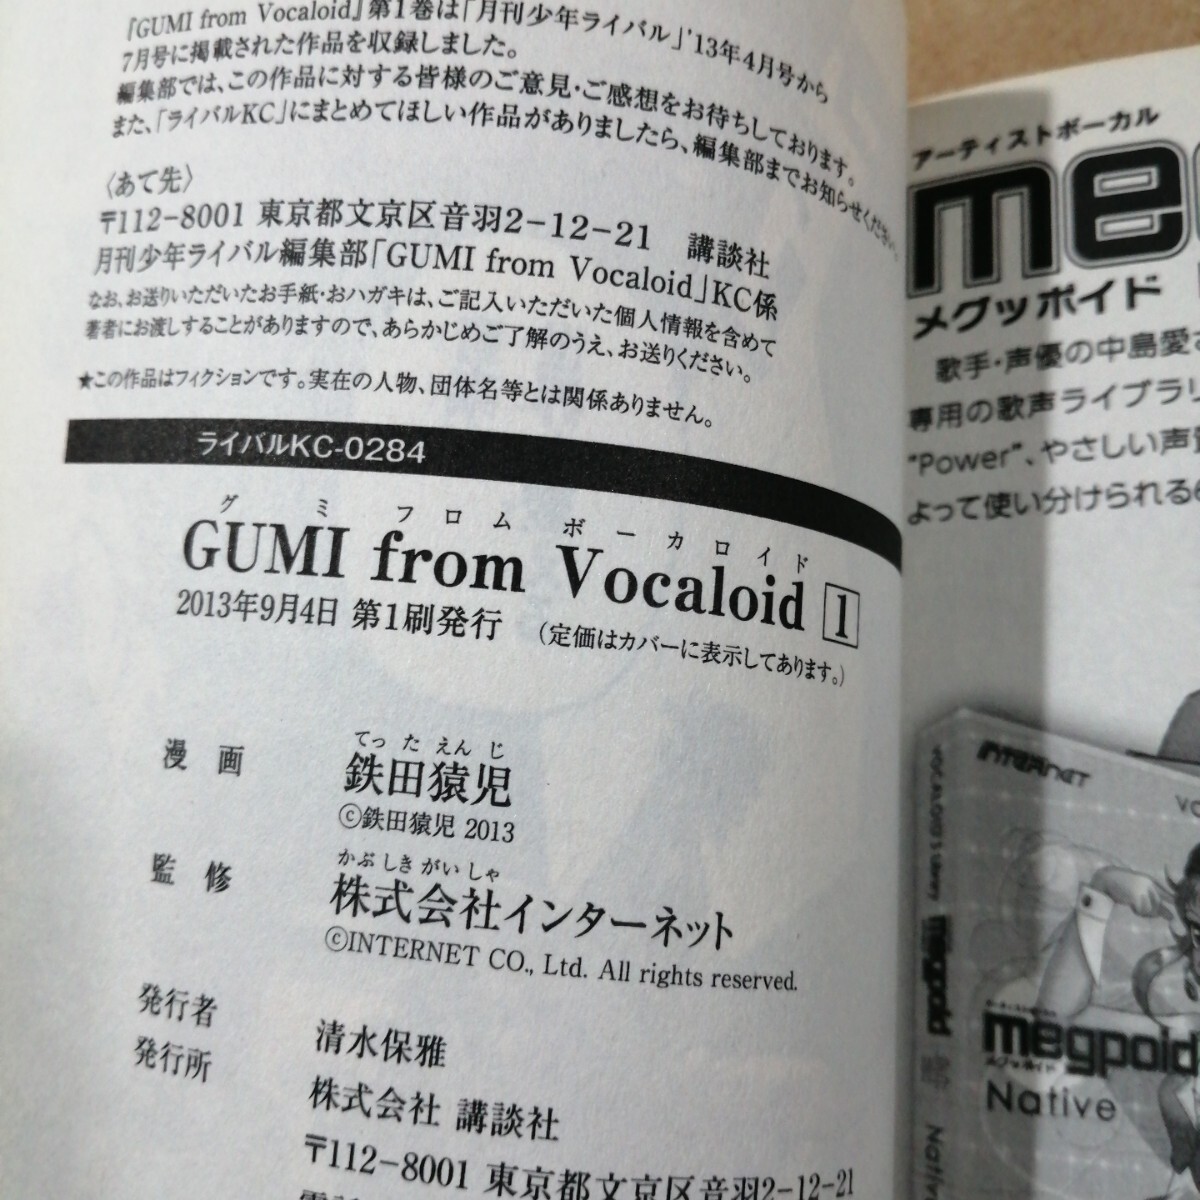 『GUMI from Vocaloid』第1巻は「月刊少年ライバル」'13年4月号から
7月号に掲載された作品を収録しました。
編集部では、この作品に対する皆様のご意見・ご感想をお待ちしております。
また、「ライバルKC」にまとめてほしい作品がありましたら、編集部までお知らせください。
〈あて先〉
〒112-8001 東京都文京区音羽2-12-21 講談社
月刊少年ライバル編集部「GUMI from Vocaloid」KC係
なお、お送りいただいたお手紙・おハガキは、ご記入いただいた個人情報を含めて
著者にお渡しすることがありますので、あらかじめご了解のうえ、お送りください。
★この作品はフィクションです。実在の人物、団体名等とは関係ありません。
ライバルKC-0284
グミ フロム ボーカロイド
GUMI from Vocaloid 1
2013年9月4日 第1刷発行 (定価はカバーに表示してあります。)
てった えんじ
漫画 鉄田猿児
©鉄田猿児 2013
かぶしきがいしゃ
監修 株式会社インターネット
©INTERNET CO., Ltd. All rights reserved.
発行者 清水保雅
発行所 株式会社 講談社
〒112-8001 東京都文京区音羽2-12-21
アーティストボーカル
メグッポイド
歌手・声優の中島愛さ
専用の歌声ライブラリ
"Power"、やさしい声
よって使い分けられる
INTERNET
megpoid
メグッポイド
Native
megpoid